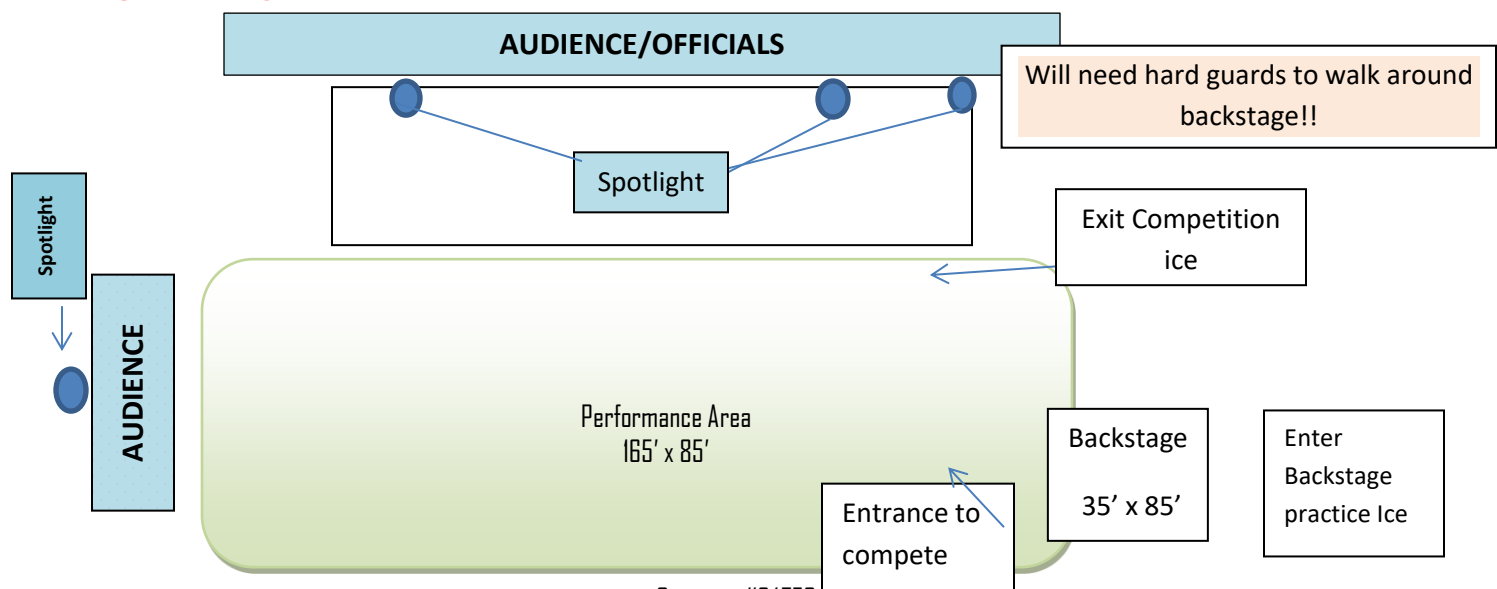 AUDIENCE/OFFICIALS
Will need hard guards to walk around
backstage!!
Spotlight
Spotlight
Exit Competition
ice
AUDIENCE
Performance Area
165' x 85'
Backstage
35' x 85'
Enter
Backstage
practice Ice
Entrance to
compete